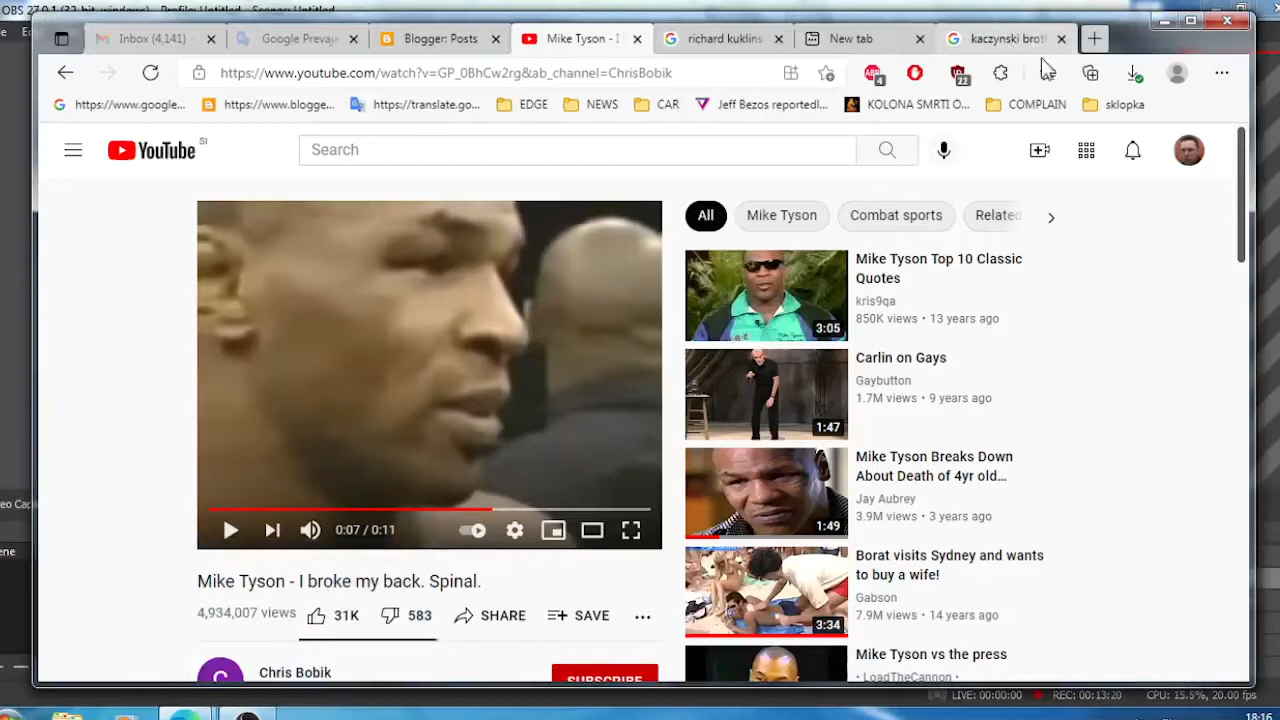 OBS 27.0.1 (32-bit, windows) - Profile: Untitled - Scenes: Untitled
Inbox (4,141)
Google Prevaj
Blogger: Posts
Mike Tyson - I
richard kuklins
New tab
kaczynski brot
https://www.youtube.com/watch?v=GP_0BhCw2rg&ab_channel=ChrisBobik
4
22
https://www.google...
https://www.blogge...
https://translate.go...
EDGE
NEWS
CAR
Jeff Bezos reportedl...
KOLONA SMRTI O...
COMPLAIN
sklopka
YouTube
SI
Search
All
Mike Tyson
Combat sports
Related
Mike Tyson Top 10 Classic
Quotes
kris9qa
850K views • 13 years ago
3:05
Carlin on Gays
Gaybutton
1.7M views • 9 years ago
1:47
Mike Tyson Breaks Down
About Death of 4yr old...
Jay Aubrey
3.9M views • 3 years ago
1:49
Borat visits Sydney and wants
to buy a wife!
Gabson
7.9M views • 14 years ago
3:34
Mike Tyson vs the press
• LoadTheCannon •
0:07 / 0:11
Mike Tyson - I broke my back. Spinal.
4,934,007 views
31K
583
SHARE
SAVE
C
Chris Bobik
SUBSCRIBE
LIVE: 00:00:00
REC: 00:13:20
CPU: 15.5%, 20.00 fps
18:16